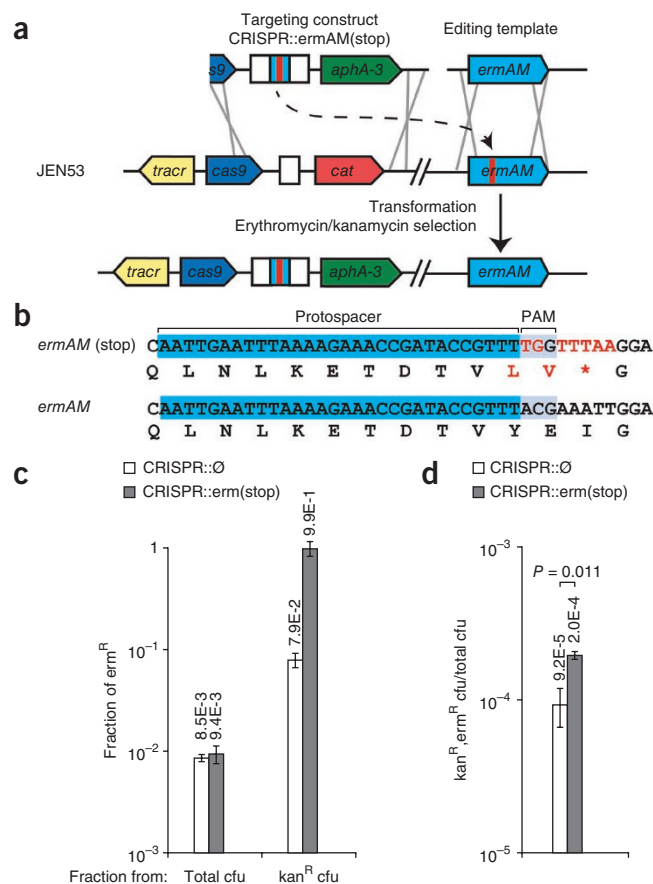 a
Targeting construct
CRISPR::ermAM(stop)
Editing template
s9
aphA-3
ermAM
JEN53
tracr
cas9
cat
ermAM
Transformation
Erythromycin/kanamycin selection
tracr
cas9
aphA-3
ermAM
b
Protospacer
PAM
ermAM (stop)
CAATTGAATTTAAAAGAAACCGATACCGTTTTGGTTTAAGGA
Q L N L K E T D T V L V * G
ermAM
CAATTGAATTTAAAAGAAACCGATACCGTTTACGAAATTGGA
Q L N L K E T D T V Y E I G
c
CRISPR::Ø
CRISPR::erm(stop)
Fraction of ermR
1
10−1
10−2
10−3
8.5E-3
9.4E-3
7.9E-2
9.9E-1
Fraction from:
Total cfu
kanR cfu
d
CRISPR::Ø
CRISPR::erm(stop)
kanR,ermR cfu/total cfu
10−3
10−4
10−5
P = 0.011
9.2E-5
2.0E-4